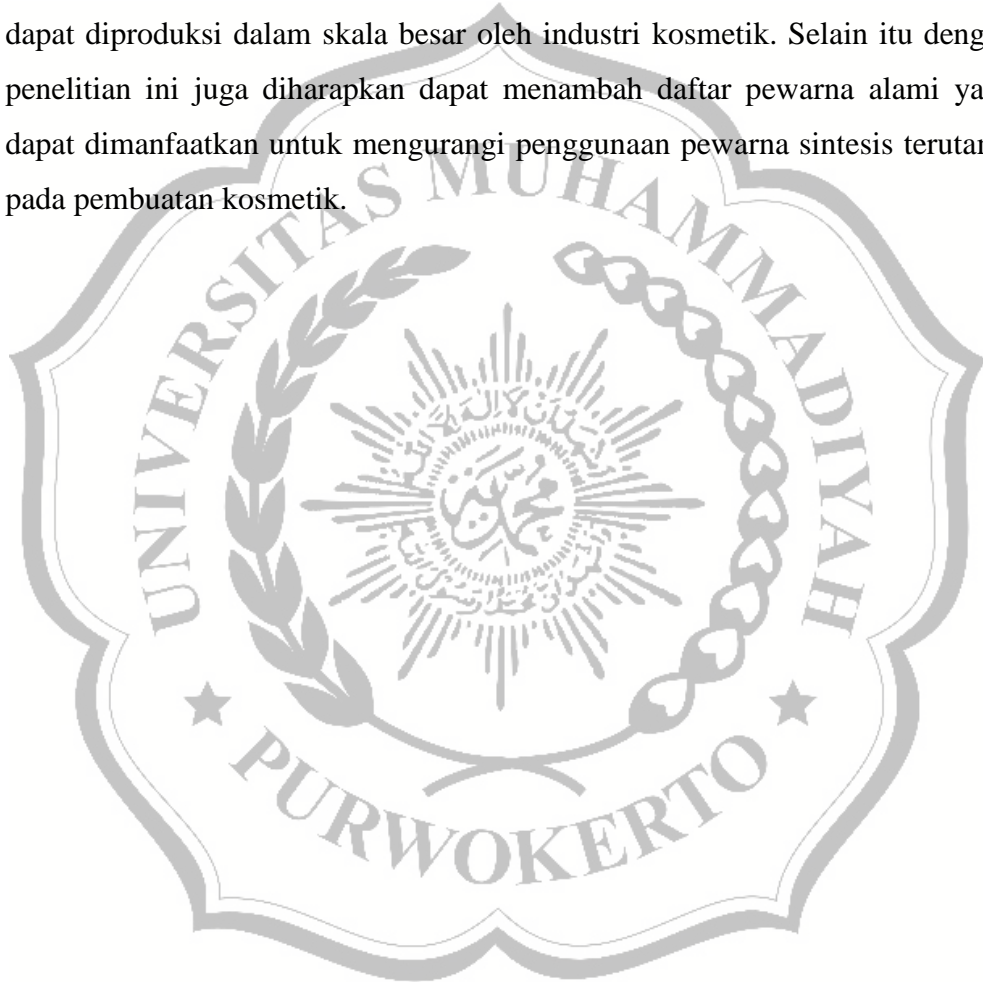 dapat diproduksi dalam skala besar oleh industri kosmetik. Selain itu deng
penelitian ini juga diharapkan dapat menambah daftar pewarna alami ya
dapat dimanfaatkan untuk mengurangi penggunaan pewarna sintesis terutar
pada pembuatan kosmetik.
UNIVERSITAS MUHAMMADIYAH
PURWOKERTO